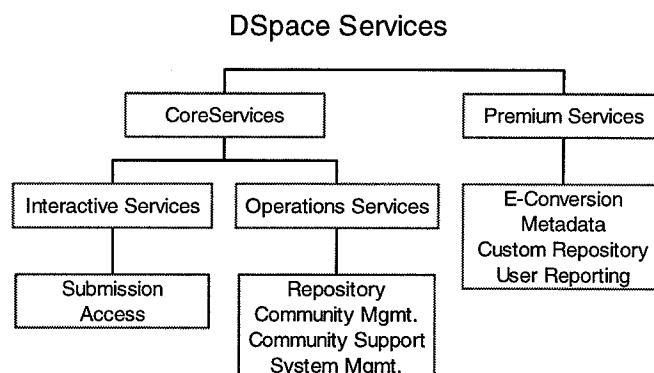 DSpace Services
CoreServices
Premium Services
Interactive Services
Operations Services
E-Conversion
Metadata
Custom Repository
User Reporting
Submission
Access
Repository
Community Mgmt.
Community Support
System Mgmt.